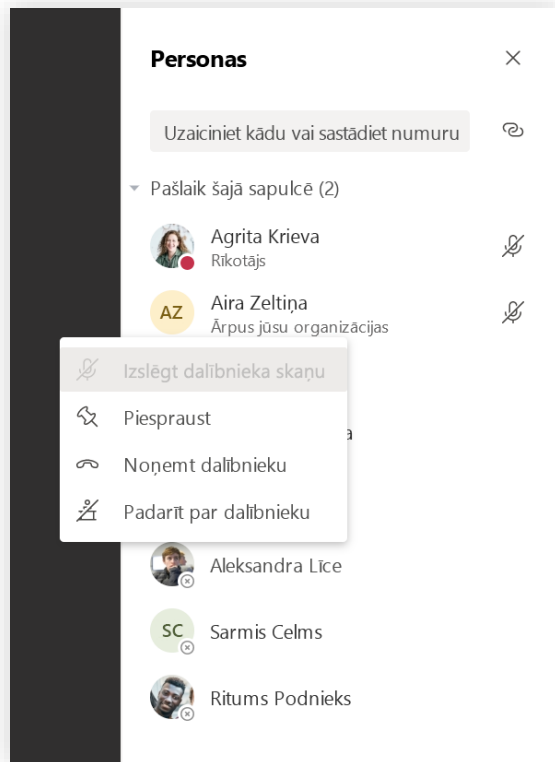 Personas
Uzaiciniet kādu vai sastādiet numuru
Pašlaik šajā sapulcē (2)
Agrita Krieva
Rīkotājs
AZ
Aira Zeltiņa
Ārpus jūsu organizācijas
Izslēgt dalībnieka skaņu
Piespraust
Noņemt dalībnieku
Padarīt par dalībnieku
Aleksandra Līce
SC
Sarmis Celms
Ritums Podnieks